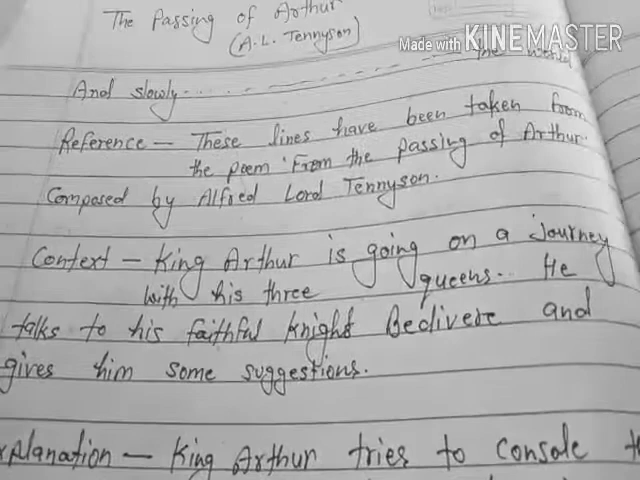 The Passing of Arthur
(A.L. Tennyson)
Made with KINEMASTER
And slowly ........ the world
Reference - These lines have been taken from
the poem 'From the passing of Arthur.
Composed by Alfred Lord Tennyson.
Context - King Arthur is going on a journey
with his three queens. He
talks to his faithful knight Bedivere and
gives him some suggestions.
xplanation - King Arthur tries to console